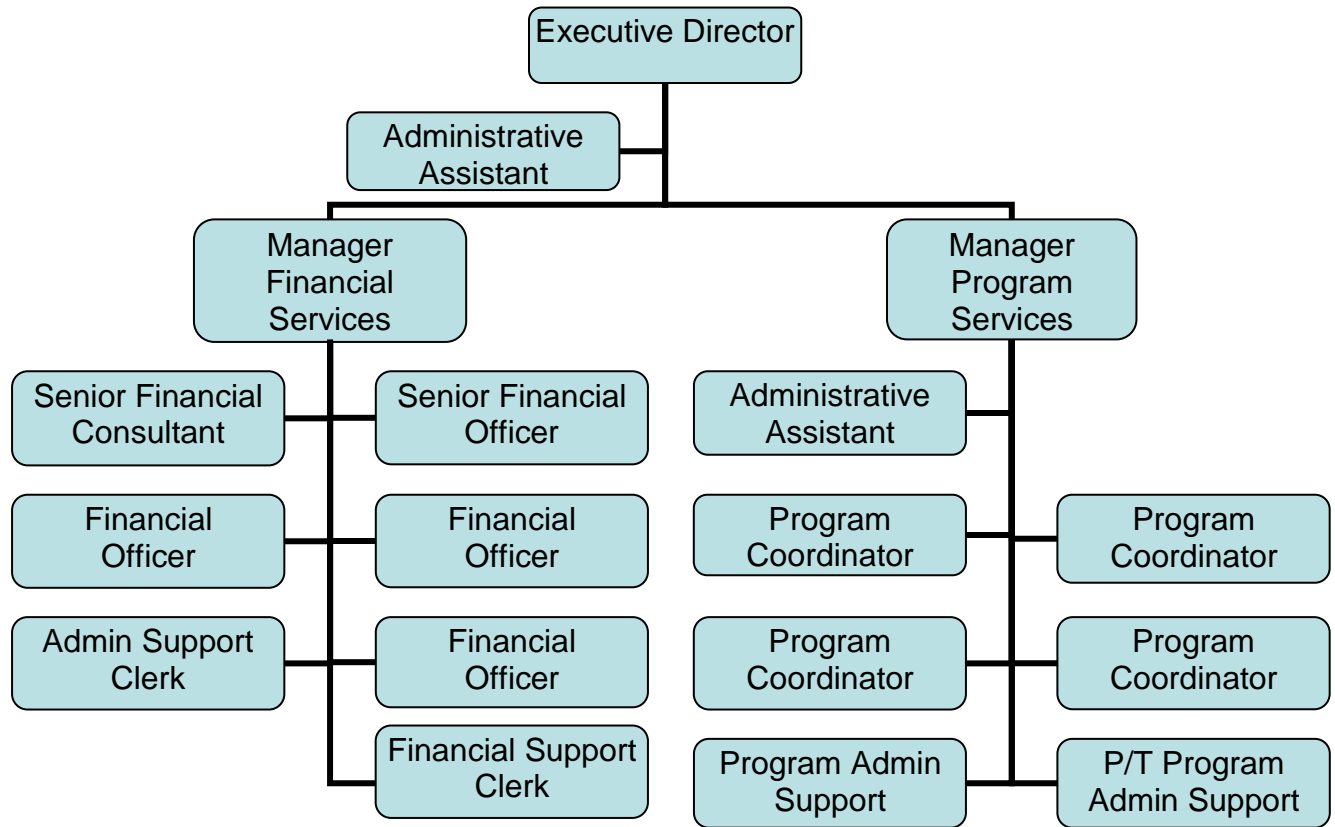 Executive Director
Administrative
Assistant
Manager
Financial
Services
Manager
Program
Services
Senior Financial
Consultant
Senior Financial
Officer
Administrative
Assistant
Financial
Officer
Financial
Officer
Program
Coordinator
Program
Coordinator
Admin Support
Clerk
Financial
Officer
Program
Coordinator
Program
Coordinator
Financial Support
Clerk
Program Admin
Support
P/T Program
Admin Support